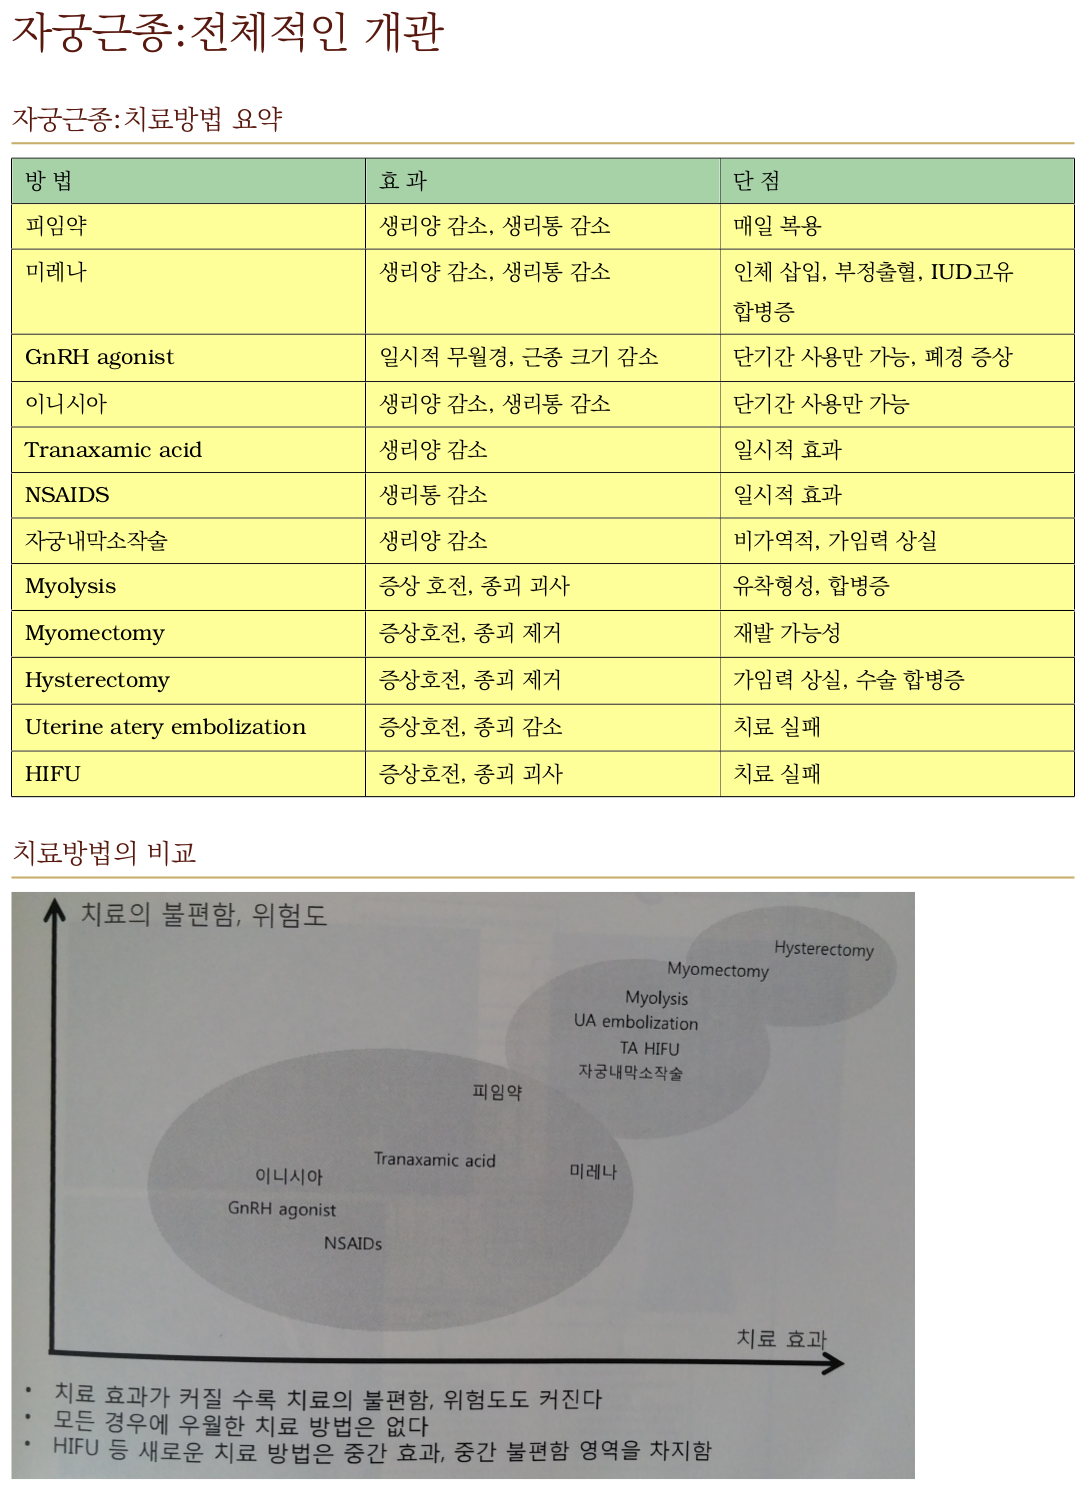 자궁근종:전체적인 개관
자궁근종:치료방법 요약
방 법 효 과 단 점
피임약 생리양 감소, 생리통 감소 매일 복용
미레나 생리양 감소, 생리통 감소 인체 삽입, 부정출혈, IUD고유
합병증
GnRH agonist 일시적 무월경, 근종 크기 감소 단기간 사용만 가능, 폐경 증상
이니시아 생리양 감소, 생리통 감소 단기간 사용만 가능
Tranaxamic acid 생리양 감소 일시적 효과
NSAIDS 생리통 감소 일시적 효과
자궁내막소작술 생리양 감소 비가역적, 가임력 상실
Myolysis 증상 호전, 종괴 괴사 유착형성, 합병증
Myomectomy 증상호전, 종괴 제거 재발 가능성
Hysterectomy 증상호전, 종괴 제거 가임력 상실, 수술 합병증
Uterine atery embolization 증상호전, 종괴 감소 치료 실패
HIFU 증상호전, 종괴 괴사 치료 실패
치료방법의 비교
치료의 불편함, 위험도
Hysterectomy
Myomectomy
Myolysis
UA embolization
TA HIFU
자궁내막소작술
피임약
Tranaxamic acid
미레나
이니시아
GnRH agonist
NSAIDs
치료 효과
• 치료 효과가 커질 수록 치료의 불편함, 위험도도 커진다
• 모든 경우에 우월한 치료 방법은 없다
• HIFU 등 새로운 치료 방법은 중간 효과, 중간 불편함 영역을 차지함